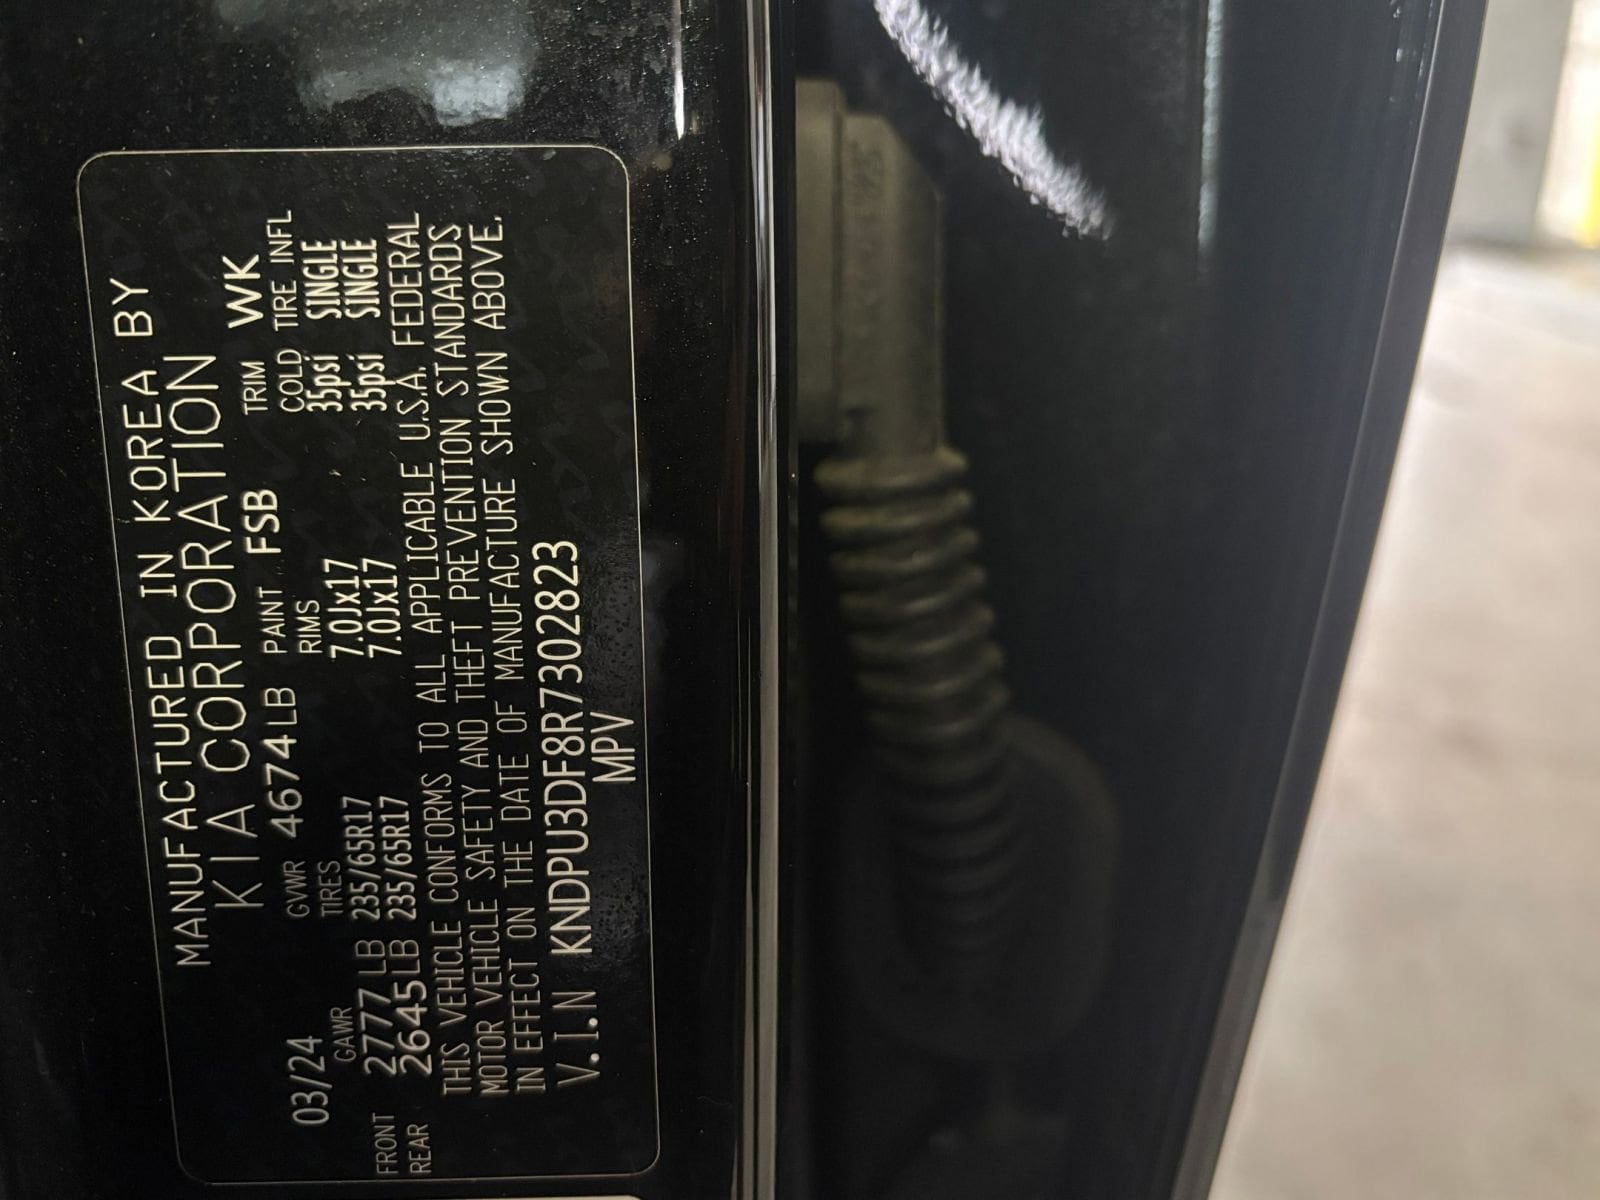 MANUFACTURED IN KOREA BY
KIA CORPORATION
03/24 GVWR 4674LB PAINT FSB TRIM WK
GAWR TIRES RIMS COLD TIRE INFL
FRONT 2777LB 235/65R17 7.0Jx17 35psi SINGLE
REAR 2645LB 235/65R17 7.0Jx17 35psi SINGLE
THIS VEHICLE CONFORMS TO ALL APPLICABLE U.S.A. FEDERAL
MOTOR VEHICLE SAFETY AND THEFT PREVENTION STANDARDS
IN EFFECT ON THE DATE OF MANUFACTURE SHOWN ABOVE.
V.I.N KNDPU3DF8R7302823
MPV